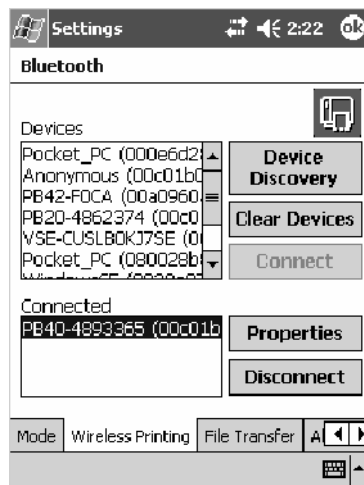 Settings 2:22 ok
Bluetooth
Devices
Pocket_PC (000e6d2
Anonymous (00c01b0
PB42-F0CA (00a0960.
PB20-4862374 (00c0
VSE-CUSLB0KJ7SE (0
Pocket_PC (080028b
Device Discovery
Clear Devices
Connect
Connected
PB40-4893365 (00c01b
Properties
Disconnect
Mode Wireless Printing File Transfer A